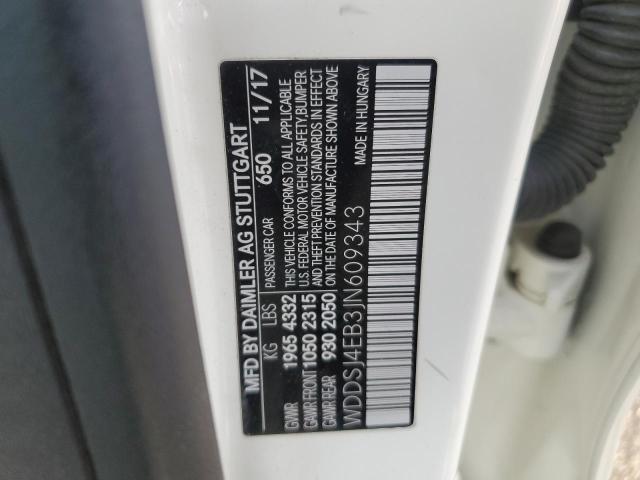 MFD BY DAIMLER AG STUTTGART
PASSENGER CAR 650 11/17
KG LBS
GVWR 1965 4332
GAWR FRONT 1050 2315
GAWR REAR 930 2050
THIS VEHICLE CONFORMS TO ALL APPLICABLE
U.S. FEDERAL MOTOR VEHICLE SAFETY, BUMPER
AND THEFT PREVENTION STANDARDS IN EFFECT
ON THE DATE OF MANUFACTURE SHOWN ABOVE
MADE IN HUNGARY
WDDSJ4EB3JN609343